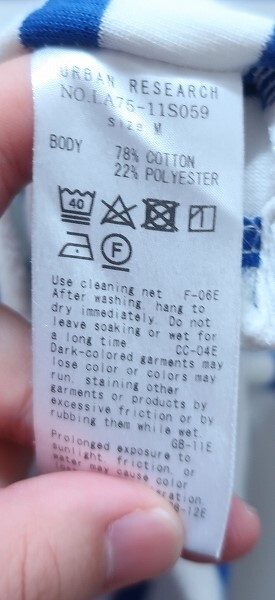 URBAN RESEARCH
NO.LA75-11S059
size M
BODY
78% COTTON
22% POLYESTER
40
F
Use cleaning net F-06E
After washing, hang to
dry immediately. Do not
leave soaking or wet for
a long time CC-04E
Dark-colored garments may
lose color or colors may
run, staining other
garments or products by
excessive friction or by
rubbing them while wet.
GB-11E
Prolonged exposure to
sunlight, friction, or
water may cause color